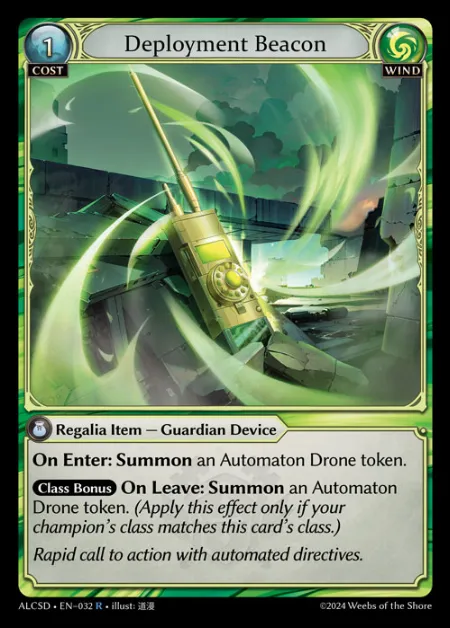 1
Deployment Beacon
COST
WIND
Regalia Item — Guardian Device
On Enter: Summon an Automaton Drone token.
Class Bonus On Leave: Summon an Automaton
Drone token. (Apply this effect only if your
champion's class matches this card's class.)
Rapid call to action with automated directives.
ALCSD • EN-032 R • illust: 道漫
©2024 Weebs of the Shore